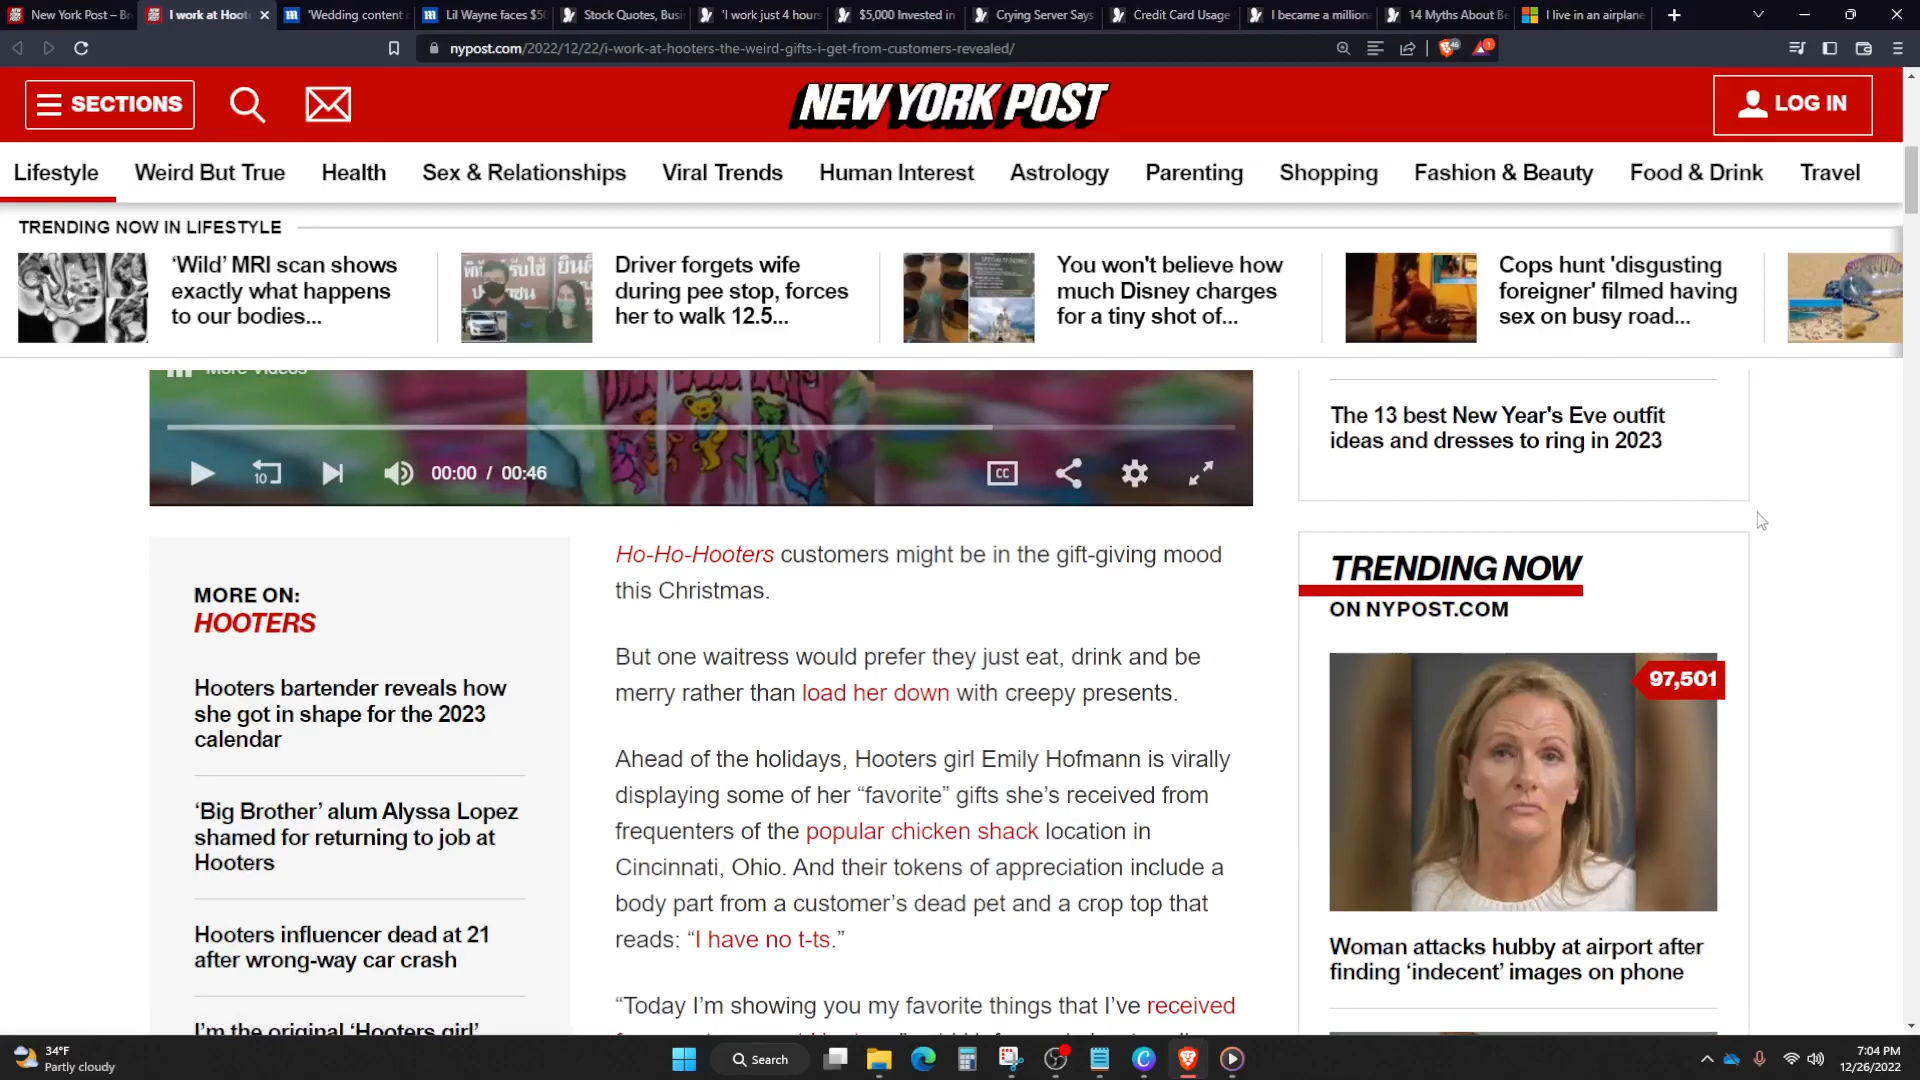 New York Post – Br
I work at Hoot
'Wedding content c
Lil Wayne faces $50
Stock Quotes, Busi
'I work just 4 hours
$5,000 Invested in
Crying Server Says
Credit Card Usage
I became a million
14 Myths About Be
I live in an airplane
nypost.com/2022/12/22/i-work-at-hooters-the-weird-gifts-i-get-from-customers-revealed/
SECTIONS
NEW YORK POST
LOG IN
Lifestyle
Weird But True
Health
Sex & Relationships
Viral Trends
Human Interest
Astrology
Parenting
Shopping
Fashion & Beauty
Food & Drink
Travel
TRENDING NOW IN LIFESTYLE
‘Wild’ MRI scan shows
exactly what happens
to our bodies...
Driver forgets wife
during pee stop, forces
her to walk 12.5...
You won't believe how
much Disney charges
for a tiny shot of...
Cops hunt 'disgusting
foreigner' filmed having
sex on busy road...
More Videos
10
00:00 / 00:46
CC
The 13 best New Year's Eve outfit
ideas and dresses to ring in 2023
MORE ON:
HOOTERS
Hooters bartender reveals how
she got in shape for the 2023
calendar
‘Big Brother’ alum Alyssa Lopez
shamed for returning to job at
Hooters
Hooters influencer dead at 21
after wrong-way car crash
I’m the original ‘Hooters girl’
Ho-Ho-Hooters customers might be in the gift-giving mood
this Christmas.
But one waitress would prefer they just eat, drink and be
merry rather than load her down with creepy presents.
Ahead of the holidays, Hooters girl Emily Hofmann is virally
displaying some of her “favorite” gifts she’s received from
frequenters of the popular chicken shack location in
Cincinnati, Ohio. And their tokens of appreciation include a
body part from a customer’s dead pet and a crop top that
reads: “I have no t-ts.”
“Today I’m showing you my favorite things that I’ve received
TRENDING NOW
ON NYPOST.COM
97,501
Woman attacks hubby at airport after
finding ‘indecent’ images on phone
34°F
Partly cloudy
Search
7:04 PM
12/26/2022